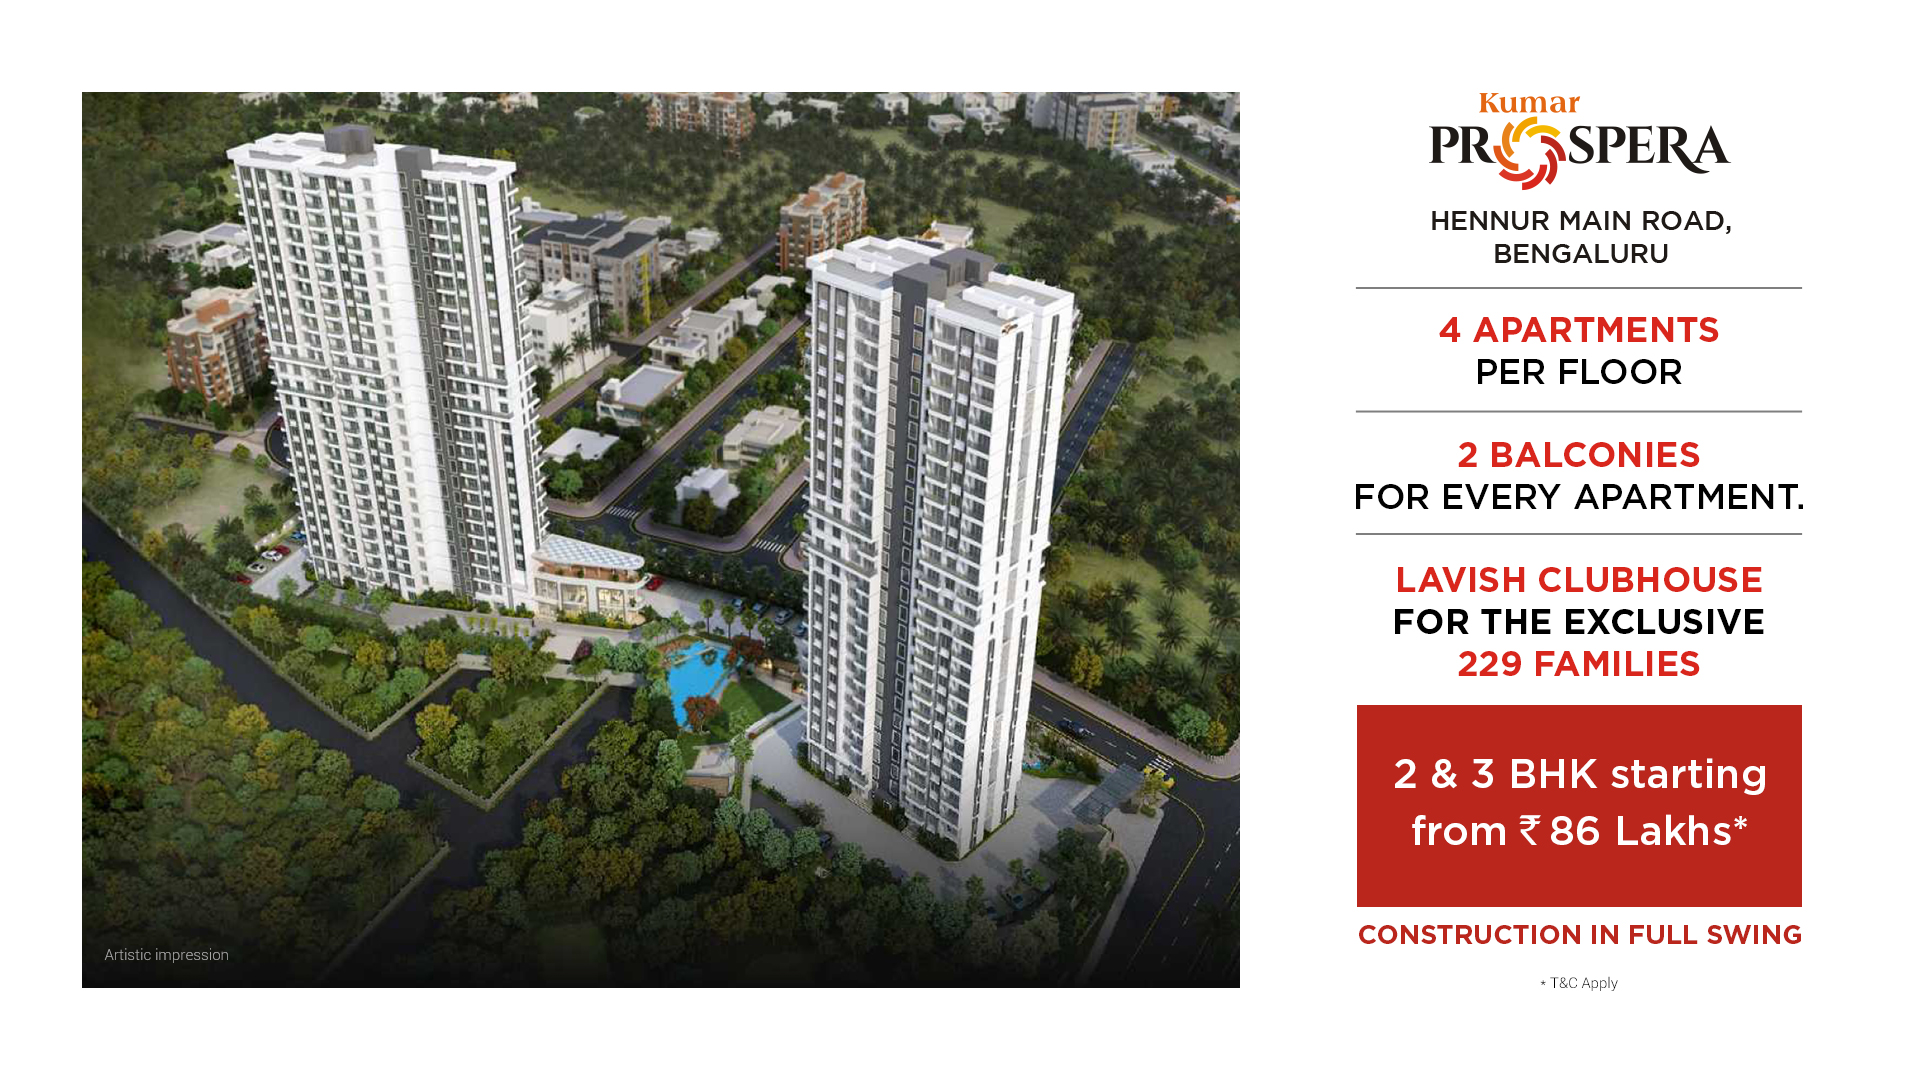 Kumar
PROSPERA
HENNUR MAIN ROAD,
BENGALURU
4 APARTMENTS
PER FLOOR
2 BALCONIES
FOR EVERY APARTMENT.
LAVISH CLUBHOUSE
FOR THE EXCLUSIVE
229 FAMILIES
2 & 3 BHK starting
from ₹ 86 Lakhs*
CONSTRUCTION IN FULL SWING
* T&C Apply
Artistic impression